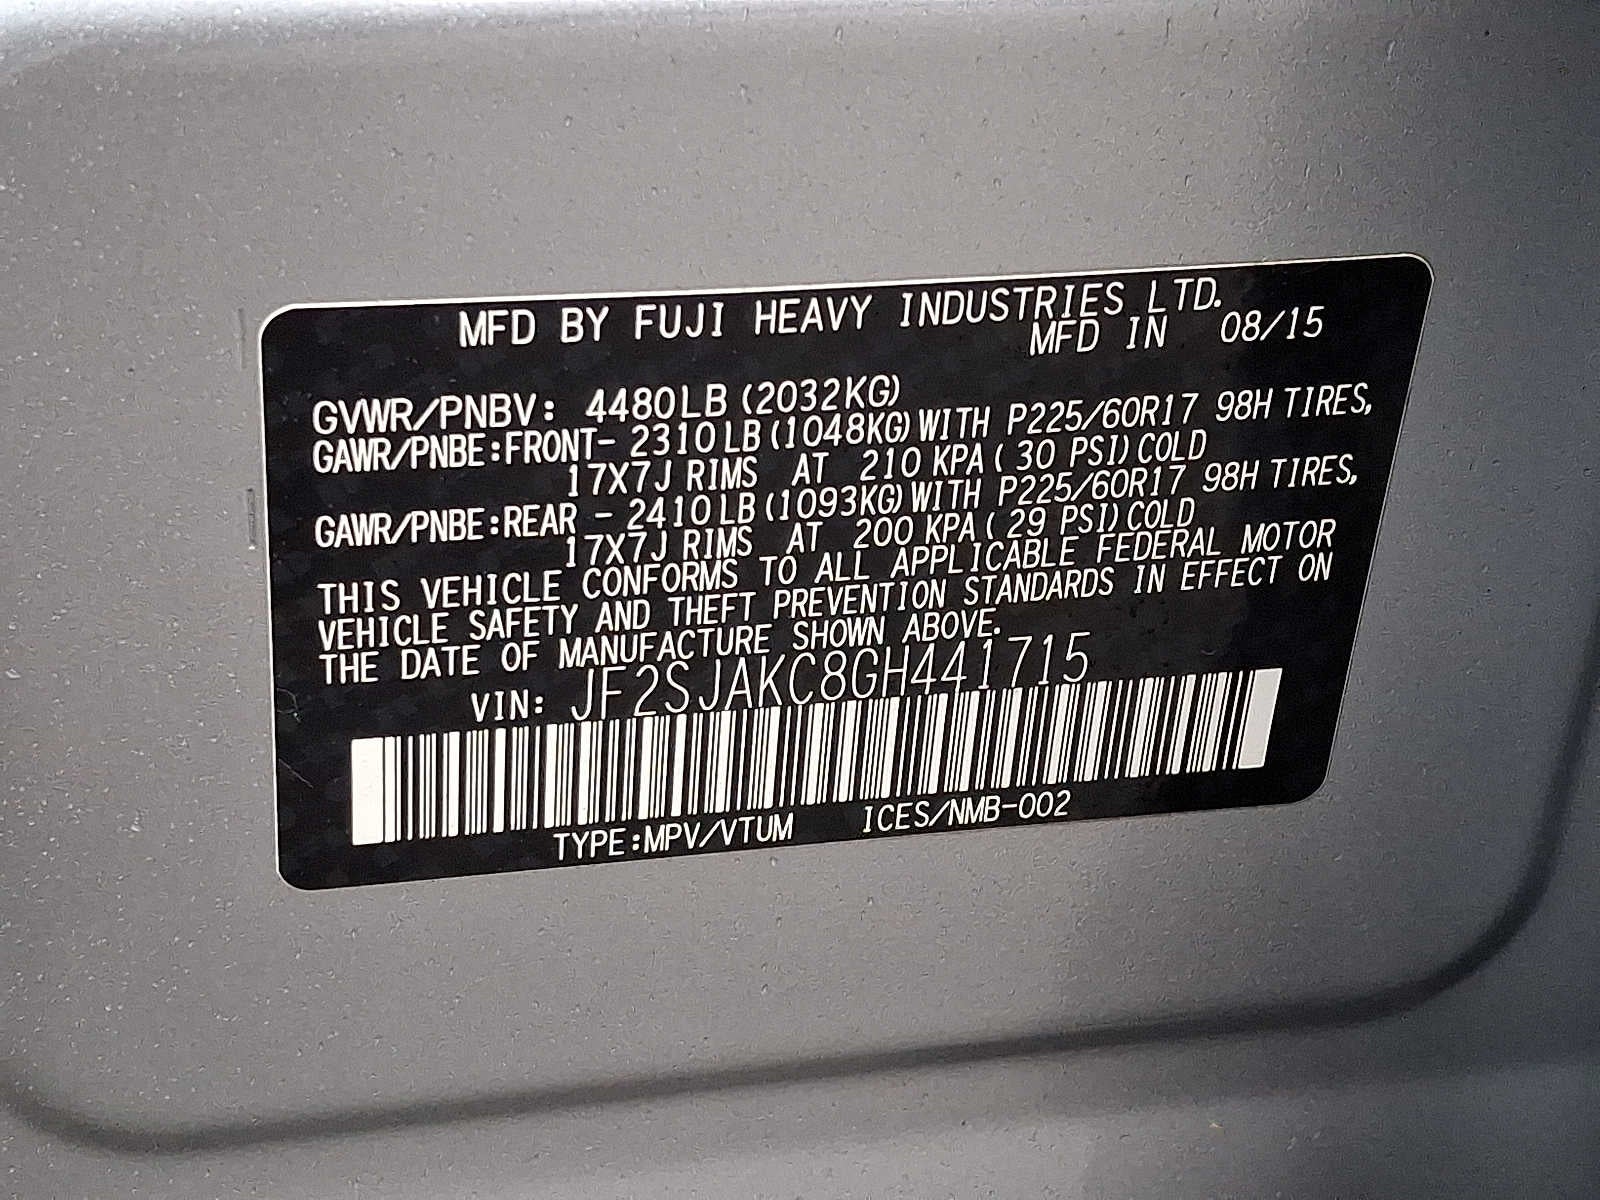 MFD BY FUJI HEAVY INDUSTRIES LTD.
MFD IN 08/15
GVWR/PNBV: 4480LB (2032KG)
GAWR/PNBE:FRONT- 2310LB (1048KG) WITH P225/60R17 98H TIRES,
17X7J RIMS AT 210 KPA ( 30 PSI) COLD
GAWR/PNBE:REAR - 2410LB (1093KG) WITH P225/60R17 98H TIRES,
17X7J RIMS AT 200 KPA ( 29 PSI) COLD
THIS VEHICLE CONFORMS TO ALL APPLICABLE FEDERAL MOTOR
VEHICLE SAFETY AND THEFT PREVENTION STANDARDS IN EFFECT ON
THE DATE OF MANUFACTURE SHOWN ABOVE.
VIN: JF2SJAKC8GH441715
TYPE:MPV/VTUM ICES/NMB-002